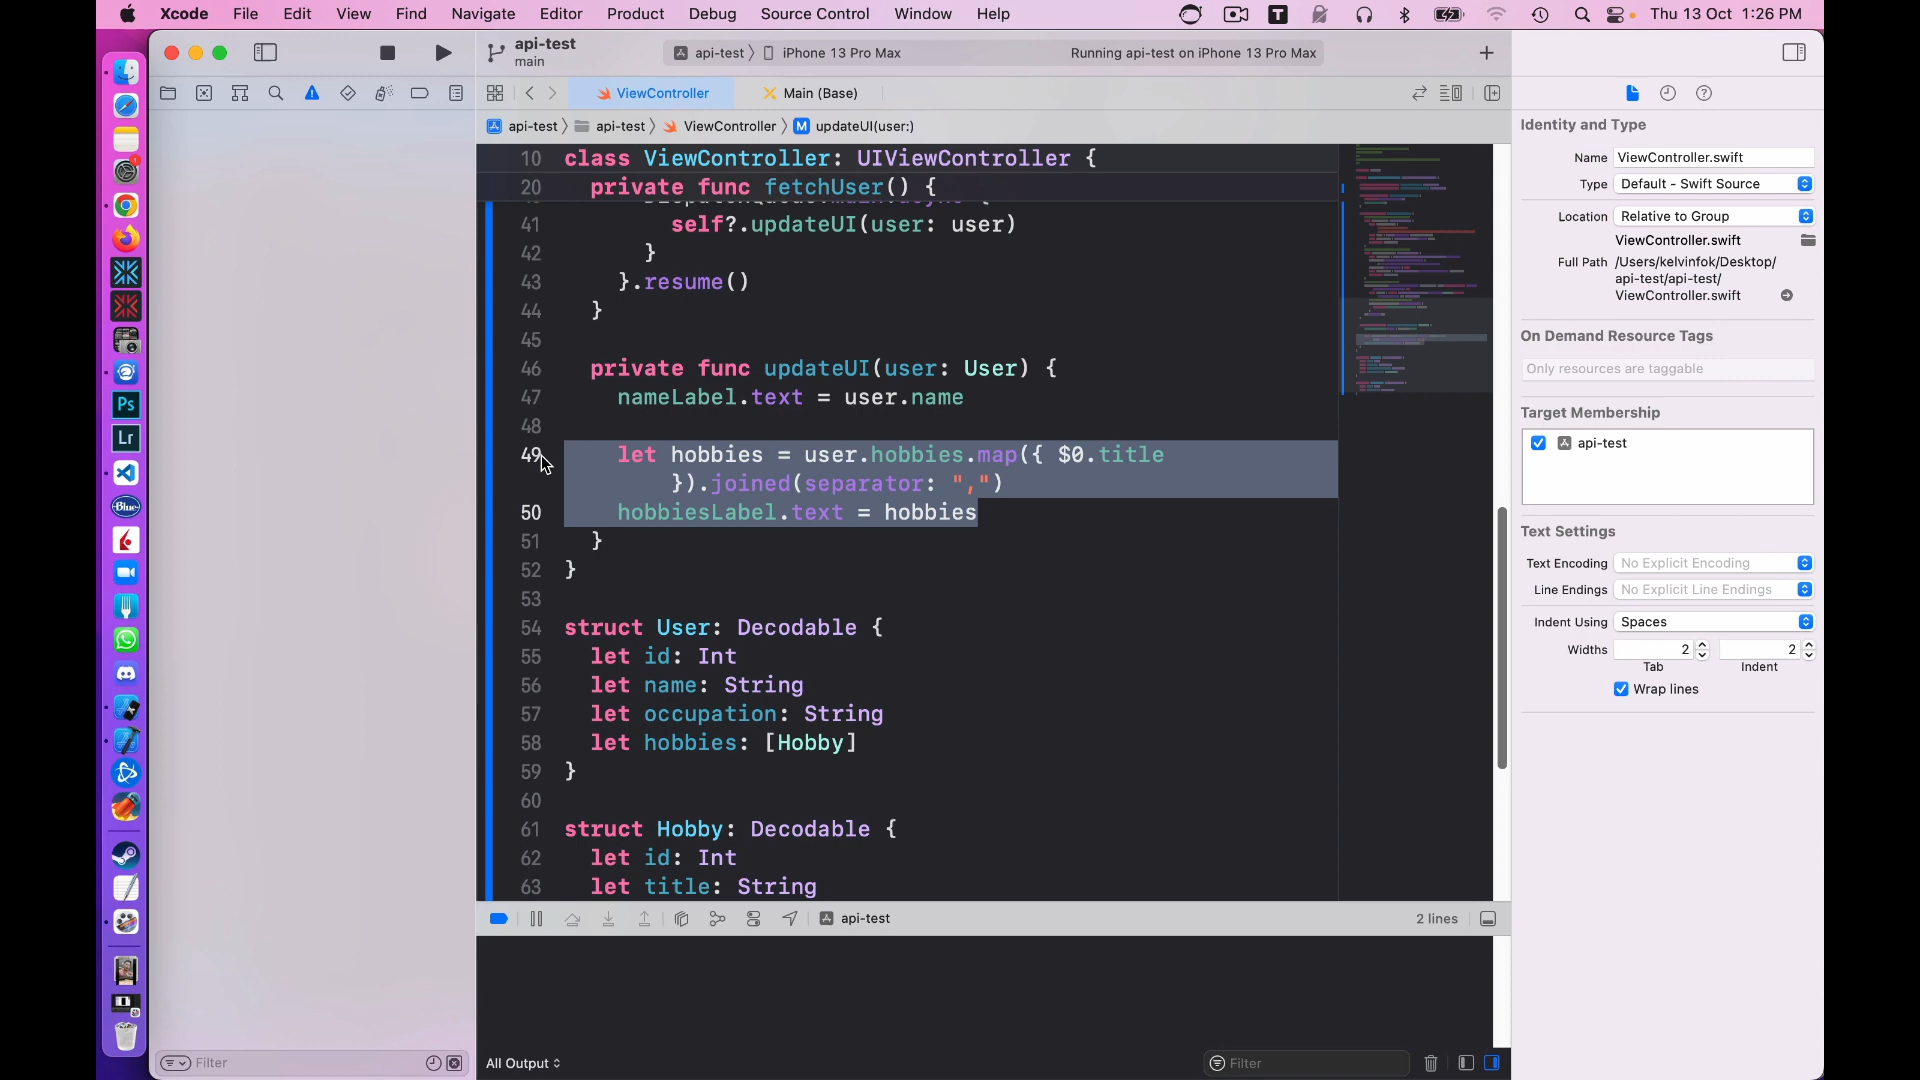 Xcode File Edit View Find Navigate Editor Product Debug Source Control Window Help Thu 13 Oct 1:26 PM
api-test
main
api-test iPhone 13 Pro Max Running api-test on iPhone 13 Pro Max
ViewController Main (Base)
api-test api-test ViewController M updateUI(user:)
10 class ViewController: UIViewController {
20 private func fetchUser() {
41 self?.updateUI(user: user)
42 }
43 }.resume()
44 }
45
46 private func updateUI(user: User) {
47 nameLabel.text = user.name
48
49 let hobbies = user.hobbies.map({ $0.title
}).joined(separator: ",")
50 hobbiesLabel.text = hobbies
51 }
52 }
53
54 struct User: Decodable {
55 let id: Int
56 let name: String
57 let occupation: String
58 let hobbies: [Hobby]
59 }
60
61 struct Hobby: Decodable {
62 let id: Int
63 let title: String
api-test 2 lines
All Output
Filter
Filter
Identity and Type
Name ViewController.swift
Type Default - Swift Source
Location Relative to Group
ViewController.swift
Full Path /Users/kelvinfok/Desktop/
api-test/api-test/
ViewController.swift
On Demand Resource Tags
Only resources are taggable
Target Membership
api-test
Text Settings
Text Encoding No Explicit Encoding
Line Endings No Explicit Line Endings
Indent Using Spaces
Widths 2 2
Tab Indent
Wrap lines
Ps
Lr
Blue